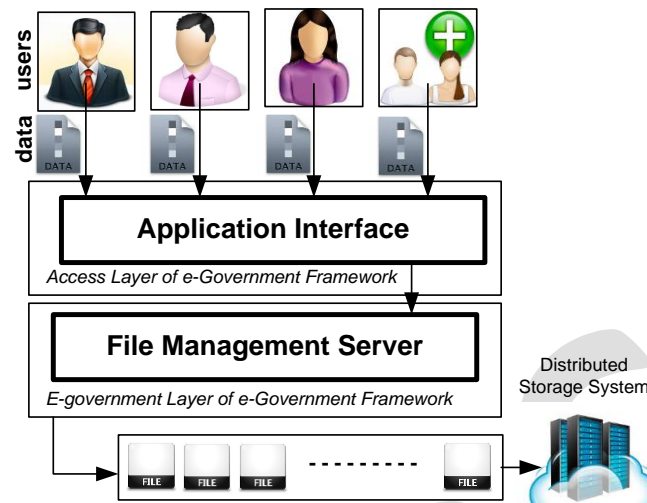 users
data
DATA
DATA
DATA
DATA
Application Interface
Access Layer of e-Government Framework
File Management Server
E-government Layer of e-Government Framework
Distributed
Storage System
FILE
FILE
FILE
FILE